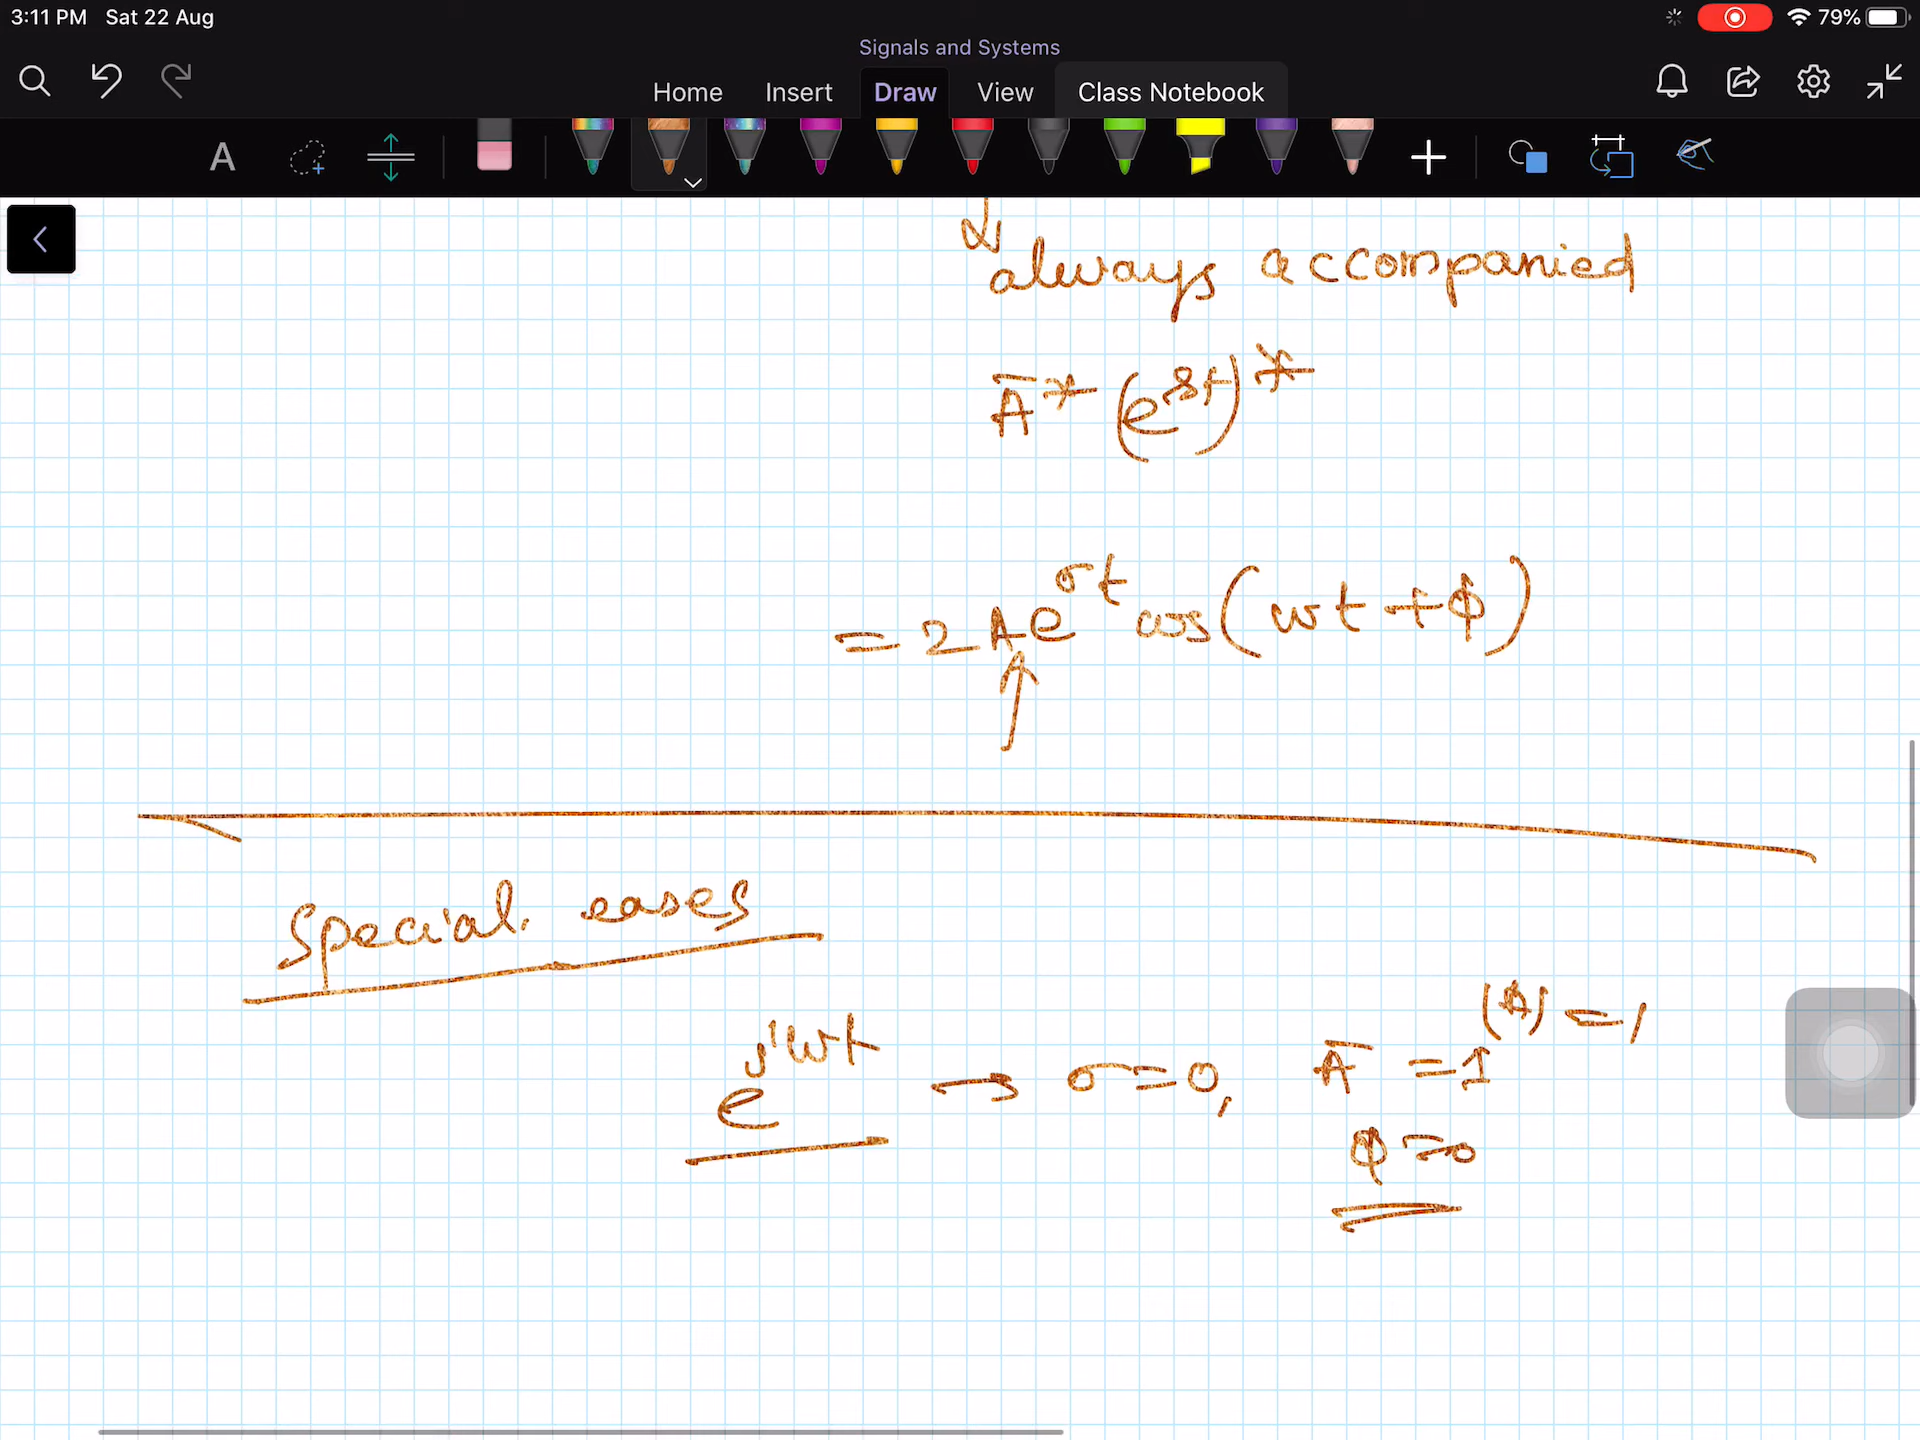 3:11 PM Sat 22 Aug
79%
Signals and Systems
Home Insert Draw View Class Notebook
A
always accompanied
Ā* (e^st)*
= 2Ae^σt cos(ωt + φ)
Special cases
e^jωt → σ = 0, Ā = 1 |A| = 1
φ = 0